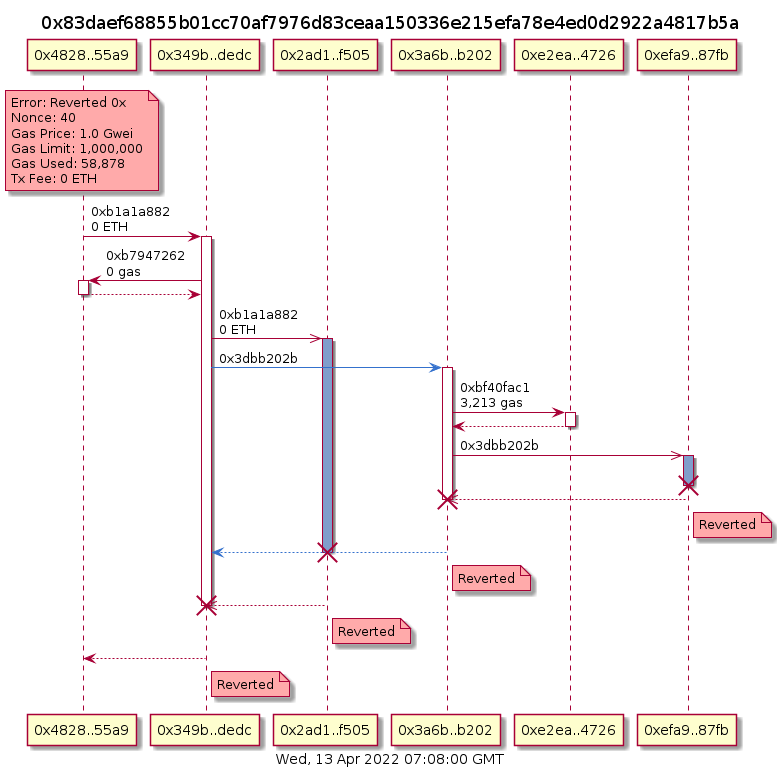 0x83daef68855b01cc70af7976d83ceaa150336e215efa78e4ed0d2922a4817b5a
0x4828..55a9 0x349b..dedc 0x2ad1..f505 0x3a6b..b202 0xe2ea..4726 0xefa9..87fb
Error: Reverted 0x
Nonce: 40
Gas Price: 1.0 Gwei
Gas Limit: 1,000,000
Gas Used: 58,878
Tx Fee: 0 ETH
0xb1a1a882
0 ETH
0xb7947262
0 gas
0xb1a1a882
0 ETH
0x3dbb202b
0xbf40fac1
3,213 gas
0x3dbb202b
Reverted
Reverted
Reverted
Reverted
0x4828..55a9 0x349b..dedc 0x2ad1..f505 0x3a6b..b202 0xe2ea..4726 0xefa9..87fb
Wed, 13 Apr 2022 07:08:00 GMT